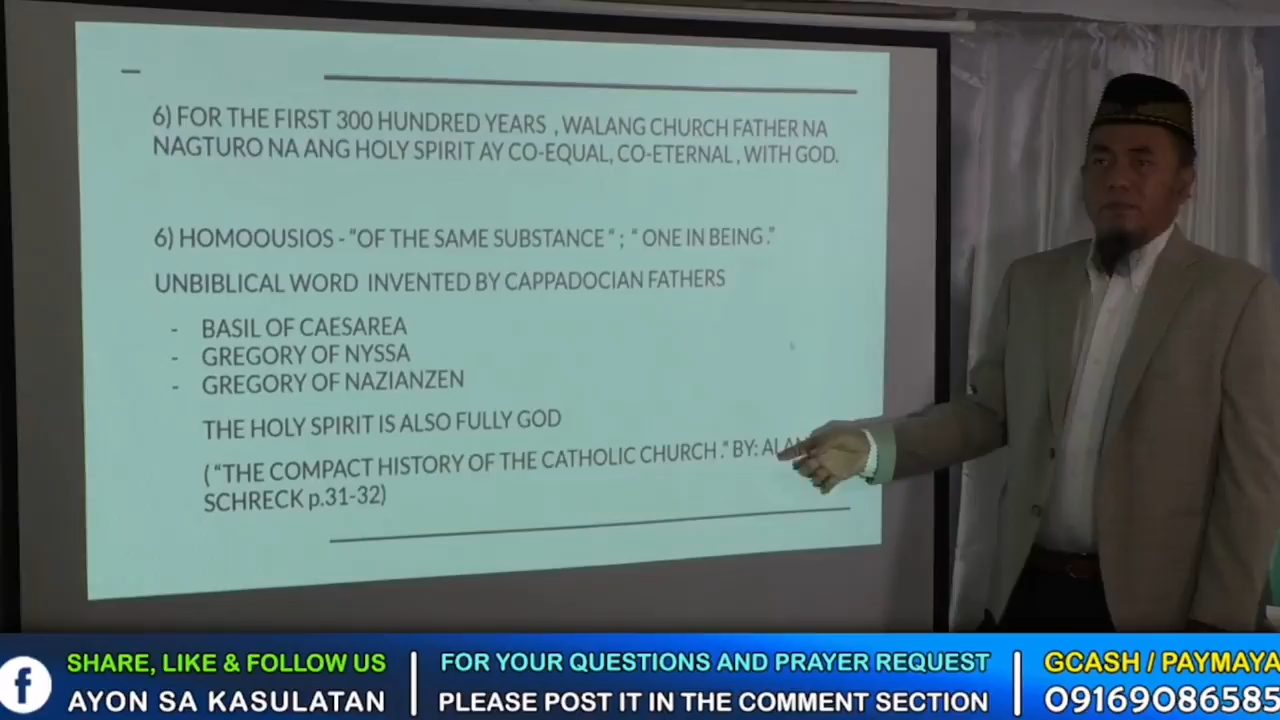 6) FOR THE FIRST 300 HUNDRED YEARS , WALANG CHURCH FATHER NA
NAGTURO NA ANG HOLY SPIRIT AY CO-EQUAL, CO-ETERNAL , WITH GOD.
6) HOMOOUSIOS - "OF THE SAME SUBSTANCE " ; " ONE IN BEING ."
UNBIBLICAL WORD INVENTED BY CAPPADOCIAN FATHERS
- BASIL OF CAESAREA
- GREGORY OF NYSSA
- GREGORY OF NAZIANZEN
THE HOLY SPIRIT IS ALSO FULLY GOD
( "THE COMPACT HISTORY OF THE CATHOLIC CHURCH ." BY: ALAN
SCHRECK p.31-32)
f
SHARE, LIKE & FOLLOW US
AYON SA KASULATAN
FOR YOUR QUESTIONS AND PRAYER REQUEST
PLEASE POST IT IN THE COMMENT SECTION
GCASH / PAYMAYA
09169086585